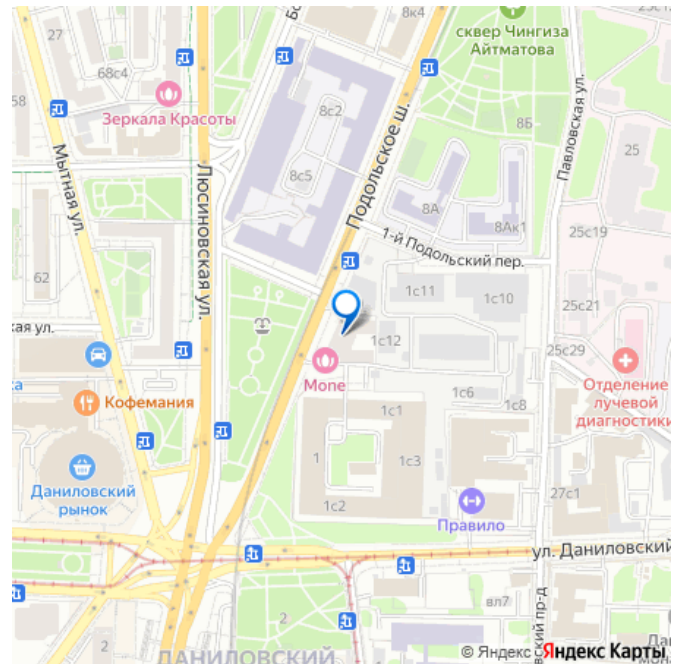 8к4
сквер Чингиза
Айтматова
27
68с4
58
Зеркала Красоты
8с2
Подольское ш.
8Б
Павловская ул.
25
Мытная ул.
Люсиновская ул.
8с5
8А
8Ак1
1-й Подольский пер.
25с19
62
1с11
1с10
25с21
кая ул.
1с12
25с29
Mone
Отделение
лучевой
диагностики
Кофемания
1с6
1с8
1с1
1
1с3
Даниловский
рынок
1с2
Правило
27с1
ул. Даниловский
2
вл7
2
ДАНИЛОВСКИЙ
вский пр-д
© Яндекс Яндекс Карты